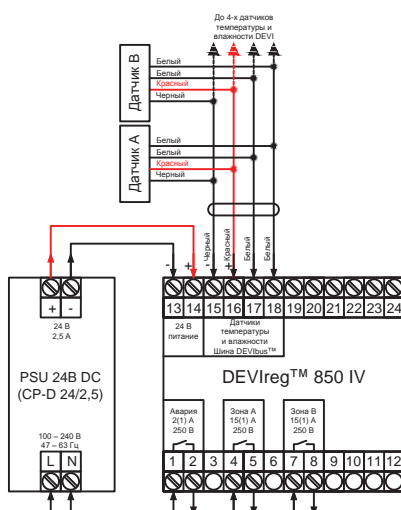 До 4-х датчиков
температуры и
влажности DEVI
Датчик В
Белый
Белый
Красный
Черный
Датчик А
Белый
Белый
Красный
Черный
- Черный
+ Красный
Белый
Белый
- +
+ -
24 В
2,5 А
13 14 15 16 17 18 19 20 21 22 23 24
24 В
питание
Датчики
температуры
и влажности
Шина DEVIbus™
PSU 24В DC
(CP-D 24/2,5)
DEVIreg™ 850 IV
100 – 240 В
47 – 63 Гц
L N
Авария
2(1) А
250 В
Зона А
15(1) А
250 В
Зона В
15(1) А
250 В
1 2 3 4 5 6 7 8 9 10 11 12